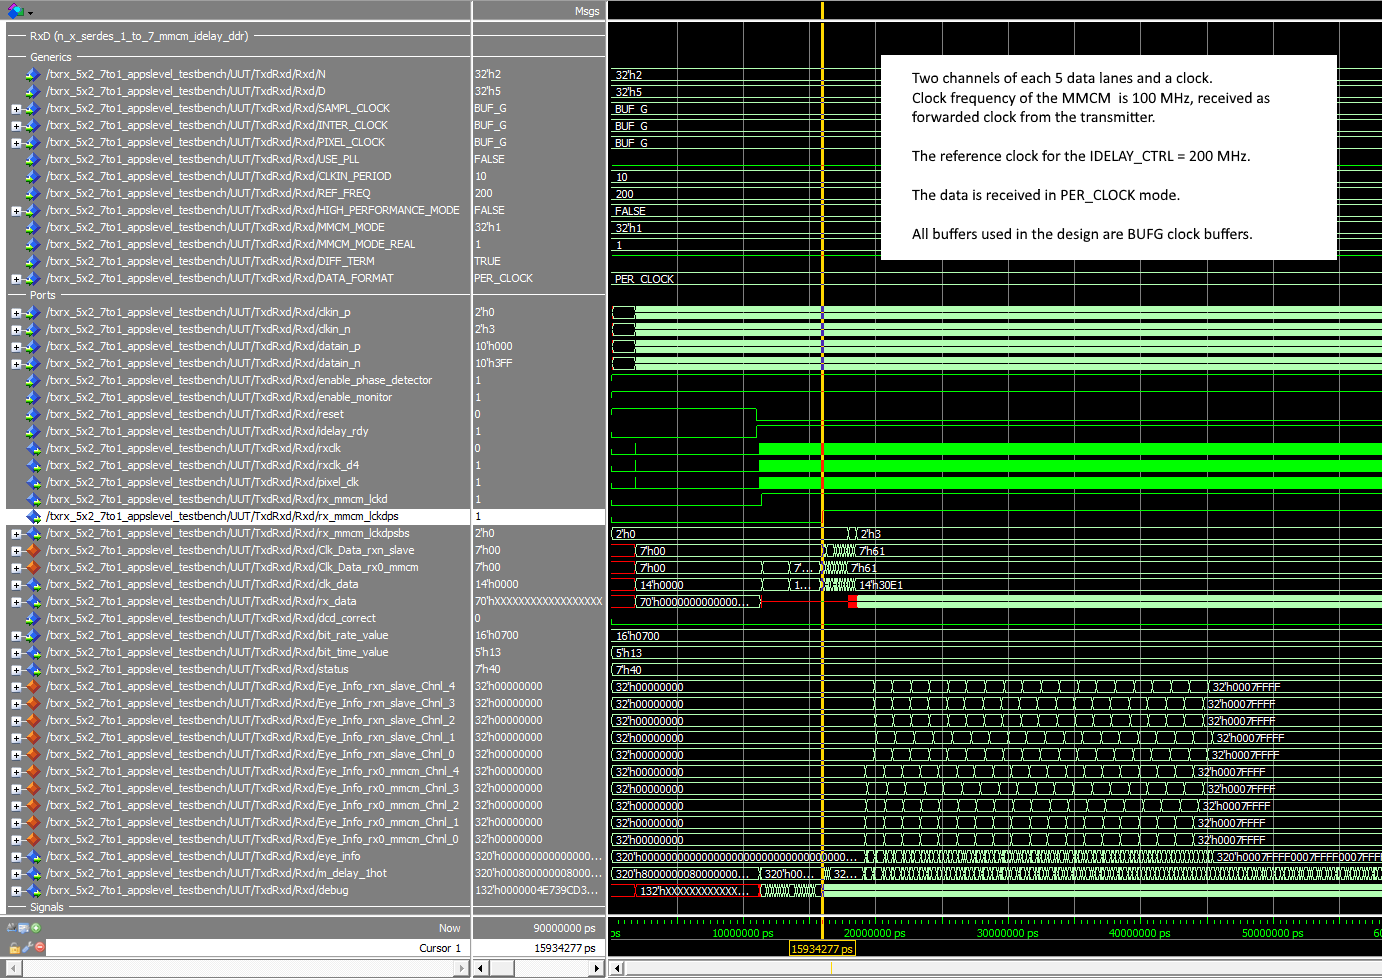 Msgs
RxD (n_x_serdes_1_to_7_mmcm_idelay_ddr)
Generics
/txrx_5x2_7to1_appslevel_testbench/UUT/TxdRxd/Rxd/N 32'h2 32'h2
/txrx_5x2_7to1_appslevel_testbench/UUT/TxdRxd/Rxd/D 32'h5 32'h5
/txrx_5x2_7to1_appslevel_testbench/UUT/TxdRxd/Rxd/SAMPL_CLOCK BUF_G BUF_G
/txrx_5x2_7to1_appslevel_testbench/UUT/TxdRxd/Rxd/INTER_CLOCK BUF_G BUF_G
/txrx_5x2_7to1_appslevel_testbench/UUT/TxdRxd/Rxd/PIXEL_CLOCK BUF_G BUF_G
/txrx_5x2_7to1_appslevel_testbench/UUT/TxdRxd/Rxd/USE_PLL FALSE
/txrx_5x2_7to1_appslevel_testbench/UUT/TxdRxd/Rxd/CLKIN_PERIOD 10 10
/txrx_5x2_7to1_appslevel_testbench/UUT/TxdRxd/Rxd/REF_FREQ 200 200
/txrx_5x2_7to1_appslevel_testbench/UUT/TxdRxd/Rxd/HIGH_PERFORMANCE_MODE FALSE FALSE
/txrx_5x2_7to1_appslevel_testbench/UUT/TxdRxd/Rxd/MMCM_MODE 32'h1 32'h1
/txrx_5x2_7to1_appslevel_testbench/UUT/TxdRxd/Rxd/MMCM_MODE_REAL 1 1
/txrx_5x2_7to1_appslevel_testbench/UUT/TxdRxd/Rxd/DIFF_TERM TRUE
/txrx_5x2_7to1_appslevel_testbench/UUT/TxdRxd/Rxd/DATA_FORMAT PER_CLOCK PER_CLOCK
Two channels of each 5 data lanes and a clock.
Clock frequency of the MMCM is 100 MHz, received as
forwarded clock from the transmitter.
The reference clock for the IDELAY_CTRL = 200 MHz.
The data is received in PER_CLOCK mode.
All buffers used in the design are BUFG clock buffers.
Ports
/txrx_5x2_7to1_appslevel_testbench/UUT/TxdRxd/Rxd/clkin_p 2'h0
/txrx_5x2_7to1_appslevel_testbench/UUT/TxdRxd/Rxd/clkin_n 2'h3
/txrx_5x2_7to1_appslevel_testbench/UUT/TxdRxd/Rxd/datain_p 10'h000
/txrx_5x2_7to1_appslevel_testbench/UUT/TxdRxd/Rxd/datain_n 10'h3FF
/txrx_5x2_7to1_appslevel_testbench/UUT/TxdRxd/Rxd/enable_phase_detector 1
/txrx_5x2_7to1_appslevel_testbench/UUT/TxdRxd/Rxd/enable_monitor 1
/txrx_5x2_7to1_appslevel_testbench/UUT/TxdRxd/Rxd/reset 0
/txrx_5x2_7to1_appslevel_testbench/UUT/TxdRxd/Rxd/idelay_rdy 1
/txrx_5x2_7to1_appslevel_testbench/UUT/TxdRxd/Rxd/rxclk 0
/txrx_5x2_7to1_appslevel_testbench/UUT/TxdRxd/Rxd/rxclk_d4 1
/txrx_5x2_7to1_appslevel_testbench/UUT/TxdRxd/Rxd/pixel_clk 1
/txrx_5x2_7to1_appslevel_testbench/UUT/TxdRxd/Rxd/rx_mmcm_lckd 1
/txrx_5x2_7to1_appslevel_testbench/UUT/TxdRxd/Rxd/rx_mmcm_lckdps 1
/txrx_5x2_7to1_appslevel_testbench/UUT/TxdRxd/Rxd/rx_mmcm_lckdpsbs 2'h0 2'h0 2'h3
/txrx_5x2_7to1_appslevel_testbench/UUT/TxdRxd/Rxd/Clk_Data_rxn_slave 7'h00 7'h00 7'h61
/txrx_5x2_7to1_appslevel_testbench/UUT/TxdRxd/Rxd/Clk_Data_rx0_mmcm 7'h00 7'h00 7'... 7'h61
/txrx_5x2_7to1_appslevel_testbench/UUT/TxdRxd/Rxd/clk_data 14'h0000 14'h0000 1... 14'h30E1
/txrx_5x2_7to1_appslevel_testbench/UUT/TxdRxd/Rxd/rx_data 70'hXXXXXXXXXXXXXXXXXX 70'h0000000000000...
/txrx_5x2_7to1_appslevel_testbench/UUT/TxdRxd/Rxd/dcd_correct 0
/txrx_5x2_7to1_appslevel_testbench/UUT/TxdRxd/Rxd/bit_rate_value 16'h0700 16'h0700
/txrx_5x2_7to1_appslevel_testbench/UUT/TxdRxd/Rxd/bit_time_value 5'h13 5'h13
/txrx_5x2_7to1_appslevel_testbench/UUT/TxdRxd/Rxd/status 7'h40 7'h40
/txrx_5x2_7to1_appslevel_testbench/UUT/TxdRxd/Rxd/Eye_Info_rxn_slave_Chnl_4 32'h00000000 32'h00000000 32'h0007FFFF
/txrx_5x2_7to1_appslevel_testbench/UUT/TxdRxd/Rxd/Eye_Info_rxn_slave_Chnl_3 32'h00000000 32'h00000000 32'h0007FFFF
/txrx_5x2_7to1_appslevel_testbench/UUT/TxdRxd/Rxd/Eye_Info_rxn_slave_Chnl_2 32'h00000000 32'h00000000 32'h0007FFFF
/txrx_5x2_7to1_appslevel_testbench/UUT/TxdRxd/Rxd/Eye_Info_rxn_slave_Chnl_1 32'h00000000 32'h00000000 32'h0007FFFF
/txrx_5x2_7to1_appslevel_testbench/UUT/TxdRxd/Rxd/Eye_Info_rxn_slave_Chnl_0 32'h00000000 32'h00000000 32'h0007FFFF
/txrx_5x2_7to1_appslevel_testbench/UUT/TxdRxd/Rxd/Eye_Info_rx0_mmcm_Chnl_4 32'h00000000 32'h00000000 32'h0007FFFF
/txrx_5x2_7to1_appslevel_testbench/UUT/TxdRxd/Rxd/Eye_Info_rx0_mmcm_Chnl_3 32'h00000000 32'h00000000 32'h0007FFFF
/txrx_5x2_7to1_appslevel_testbench/UUT/TxdRxd/Rxd/Eye_Info_rx0_mmcm_Chnl_2 32'h00000000 32'h00000000 32'h0007FFFF
/txrx_5x2_7to1_appslevel_testbench/UUT/TxdRxd/Rxd/Eye_Info_rx0_mmcm_Chnl_1 32'h00000000 32'h00000000 32'h0007FFFF
/txrx_5x2_7to1_appslevel_testbench/UUT/TxdRxd/Rxd/Eye_Info_rx0_mmcm_Chnl_0 32'h00000000 32'h00000000 32'h0007FFFF
/txrx_5x2_7to1_appslevel_testbench/UUT/TxdRxd/Rxd/eye_info 320'h000000000000000... 320'h00000000000000000000000000000000000... 320'h0007FFFF0007FFFF0007FFFF
/txrx_5x2_7to1_appslevel_testbench/UUT/TxdRxd/Rxd/m_delay_1hot 320'h000800000008000... 320'h8000000080000000... 320'h00... 32...
/txrx_5x2_7to1_appslevel_testbench/UUT/TxdRxd/Rxd/debug 132'h0000004E739CD3... 132'hXXXXXXXXXXXXX...
Signals
Now 90000000 ps ps 10000000 ps 20000000 ps 30000000 ps 40000000 ps 50000000 ps 60
Cursor 1 15934277 ps 15934277 ps